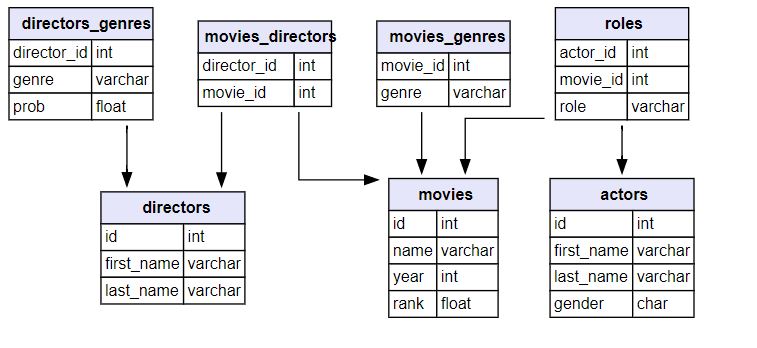 directors_genres
director_id int
genre varchar
prob float
movies_directors
director_id int
movie_id int
movies_genres
movie_id int
genre varchar
roles
actor_id int
movie_id int
role varchar
directors
id int
first_name varchar
last_name varchar
movies
id int
name varchar
year int
rank float
actors
id int
first_name varchar
last_name varchar
gender char